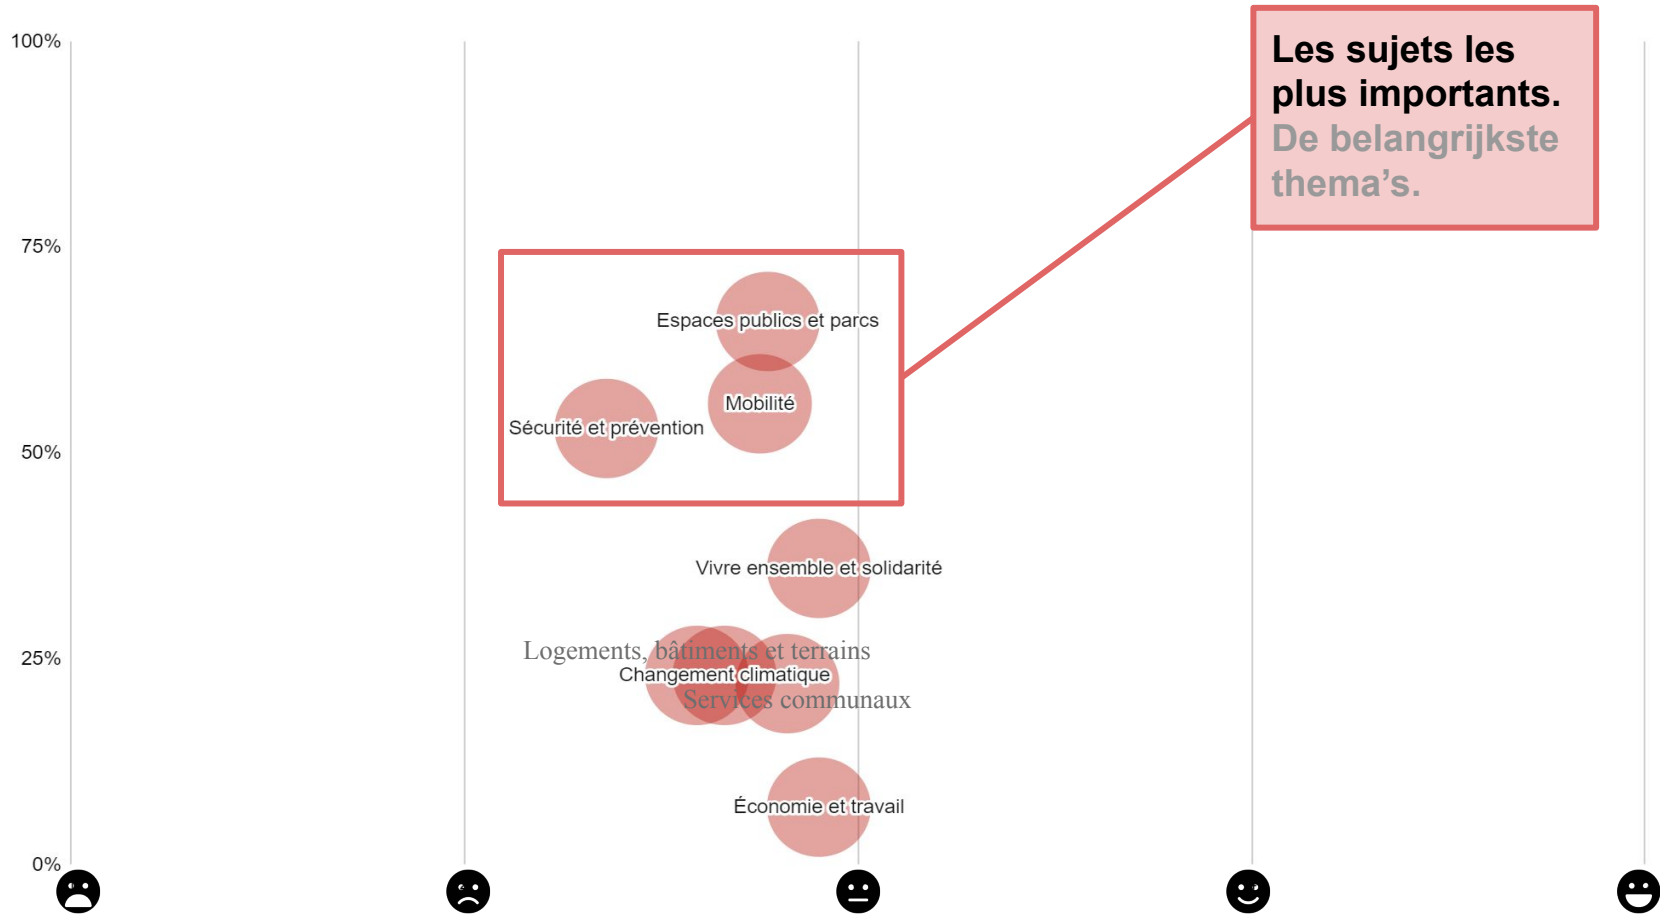 100%
Les sujets les
plus importants.
De belangrijkste
thema's.
75%
Espaces publics et parcs
Mobilité
Sécurité et prévention
50%
Vivre ensemble et solidarité
Logements, bâtiments et terrains
25%
Changement climatique
Services communaux
Économie et travail
0%